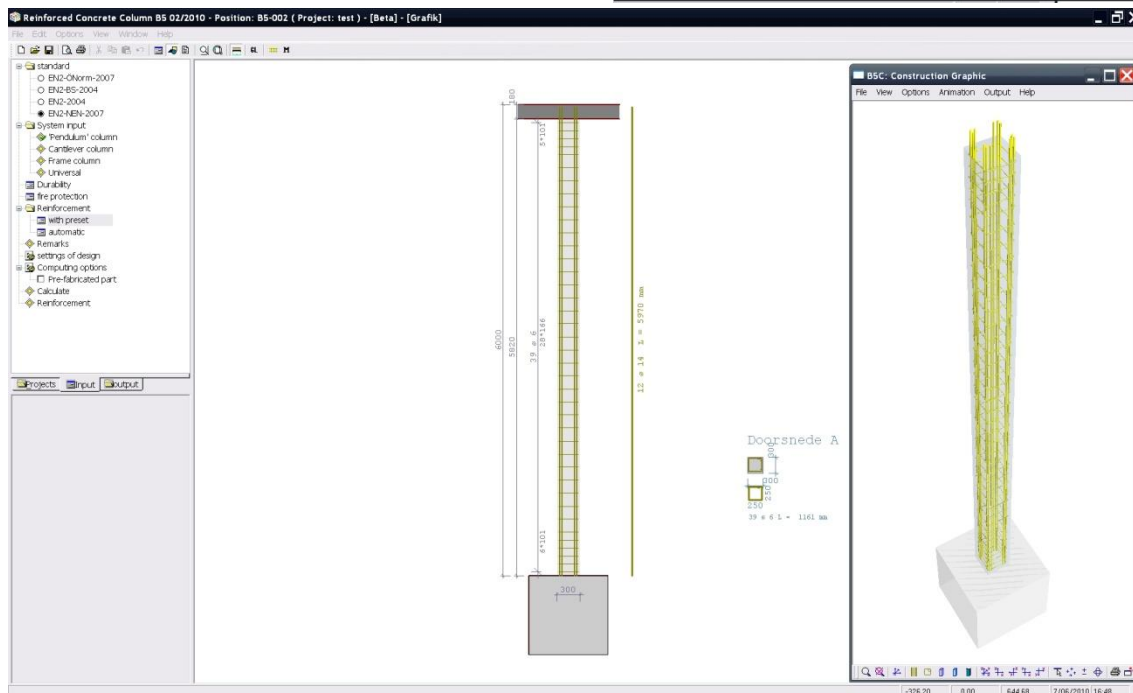 Reinforced Concrete Column B5 02/2010 - Position: B5-002 ( Project: test ) - [Beta] - [Grafik]
File Edit Options View Window Help
GL M
standard
EN2-ÖNorm-2007
EN2-BS-2004
EN2-2004
EN2-NEN-2007
System input
'Pendulum' column
Cantilever column
Frame column
Universal
Durability
fire protection
Reinforcement
with preset
automatic
Remarks
settings of design
Computing options
Pre-fabricated part
Calculate
Reinforcement
Projects Input output
180
5*101
6000
5820
39 ø 6
28*166
6*101
300
12 ø 14 L = 5970 mm
Doorsnede A
300
300
250
250
39 ø 6 L = 1161 mm
B5C: Construction Graphic
File View Options Animation Output Help
-326.20 0.00 644.68 7/06/2010 16:48